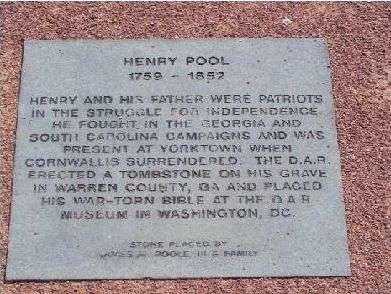 HENRY POOL
1759 - 1852
HENRY AND HIS FATHER WERE PATRIOTS
IN THE STRUGGLE FOR INDEPENDENCE.
HE FOUGHT IN THE GEORGIA AND
SOUTH CAROLINA CAMPAIGNS AND WAS
PRESENT AT YORKTOWN WHEN
CORNWALLIS SURRENDERED. THE D.A.R.
ERECTED A TOMBSTONE ON HIS GRAVE
IN WARREN COUNTY, GA AND PLACED
HIS WAR-TORN BIBLE AT THE D.A.R
MUSEUM IN WASHINGTON, DC.
STONE PLACED BY
POOLE, III & FAMILY